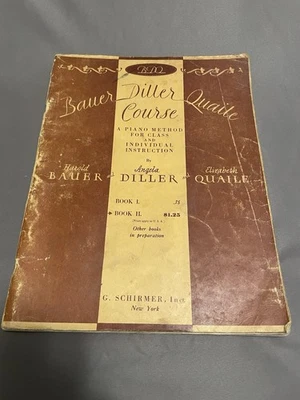 Bauer Diller Quaile
Course
A PIANO METHOD
FOR CLASS
AND
INDIVIDUAL
INSTRUCTION
By
Harold Angela Elizabeth
BAUER DILLER QUAILE
BOOK I.
BOOK II. $1.25
Other books
in preparation
G. SCHIRMER, Inc.
New York